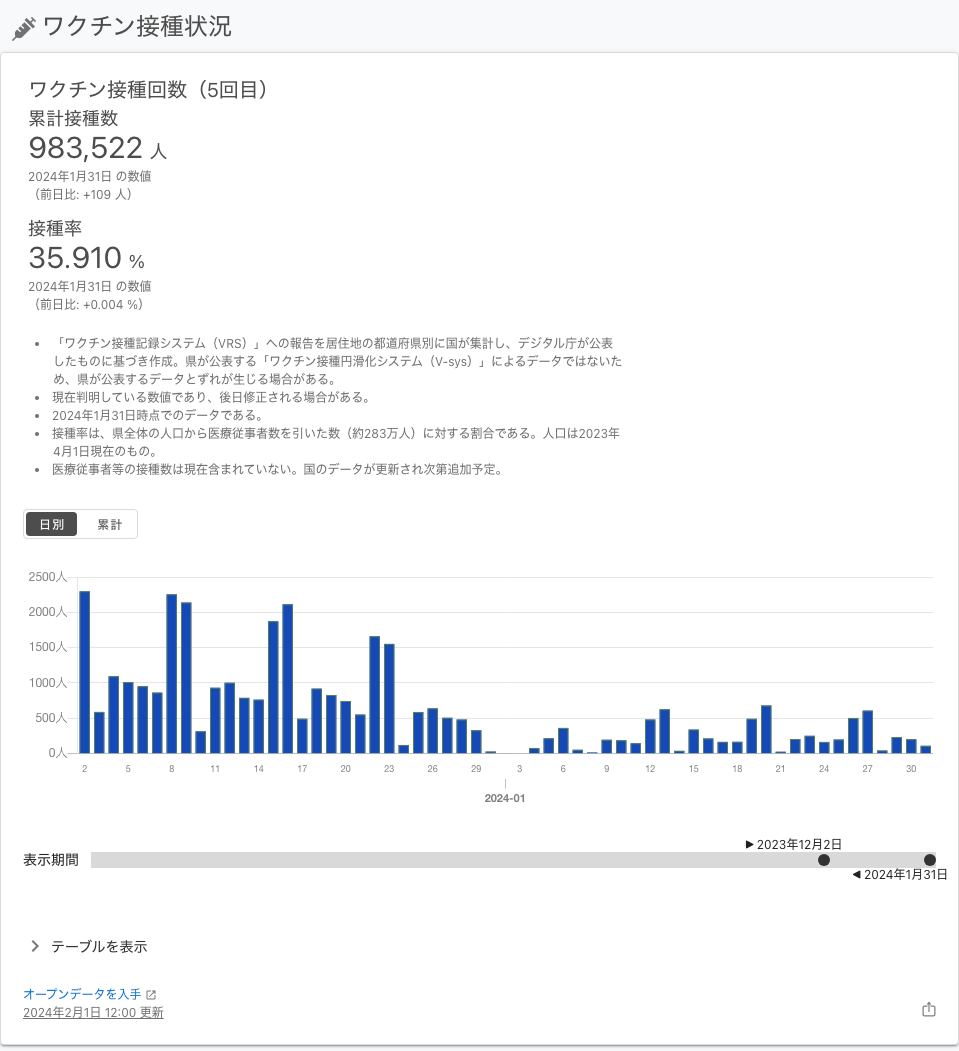 ワクチン接種状況
ワクチン接種回数（5回目）
累計接種数
983,522 人
2024年1月31日 の数値
（前日比: +109 人）
接種率
35.910 %
2024年1月31日 の数値
（前日比: +0.004 %）
• 「ワクチン接種記録システム（VRS）」への報告を居住地の都道府県別に国が集計し、デジタル庁が公表
したものに基づき作成。県が公表する「ワクチン接種円滑化システム（V-sys）」によるデータではないた
め、県が公表するデータとずれが生じる場合がある。
• 現在判明している数値であり、後日修正される場合がある。
• 2024年1月31日時点でのデータである。
• 接種率は、県全体の人口から医療従事者数を引いた数（約283万人）に対する割合である。人口は2023年
4月1日現在のもの。
• 医療従事者等の接種数は現在含まれていない。国のデータが更新され次第追加予定。
日別 累計
2500人
2000人
1500人
1000人
500人
0人
2 5 8 11 14 17 20 23 26 29 3 6 9 12 15 18 21 24 27 30
2024-01
▶ 2023年12月2日
表示期間
◀ 2024年1月31日
テーブルを表示
オープンデータを入手
2024年2月1日 12:00 更新